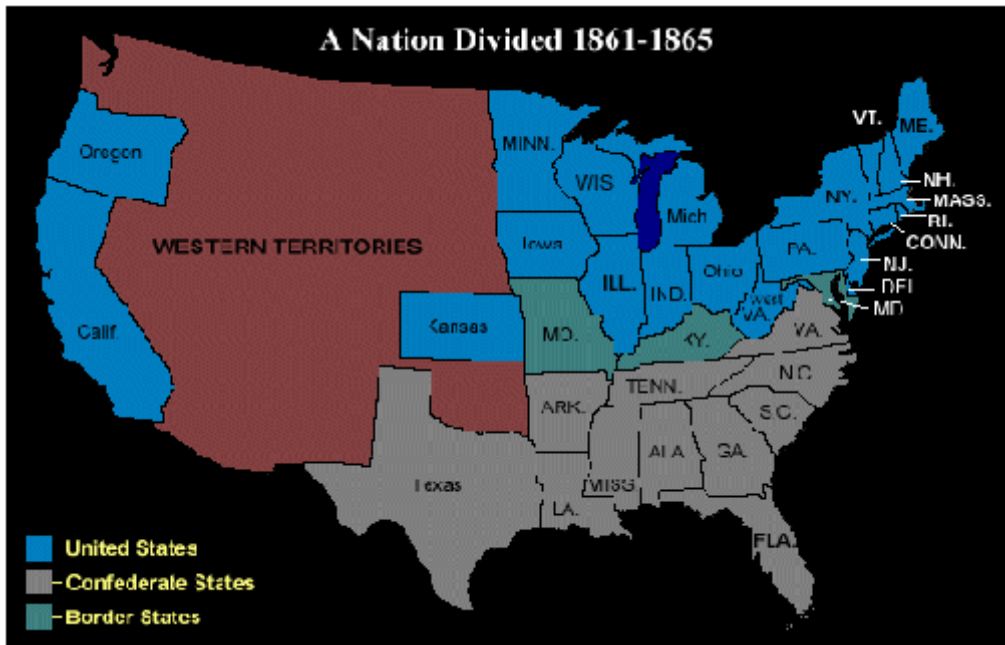 A Nation Divided 1861-1865
VT.
ME.
MINN.
Oregon
WIS
NH.
Mich
NY.
MASS.
RI.
CONN.
WESTERN TERRITORIES
Iowa
PA.
Ohio
NJ.
ILL.
IND.
DEL
West
VA.
MD
Calif.
Kansas
MO.
KY.
VA.
N.C
TENN.
ARK.
S.C.
ALA
GA.
Texas
MISS
LA.
FLA.
United States
Confederate States
Border States